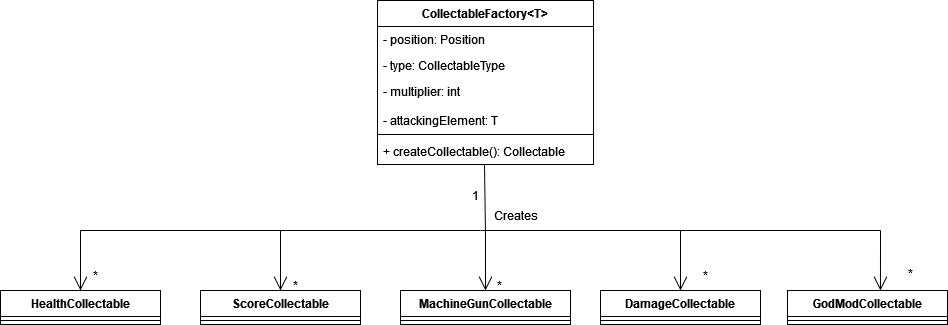 CollectableFactory<T>
- position: Position
- type: CollectableType
- multiplier: int
- attackingElement: T
+ createCollectable(): Collectable
1
Creates
* * * * *
HealthCollectable ScoreCollectable MachineGunCollectable DamageCollectable GodModCollectable